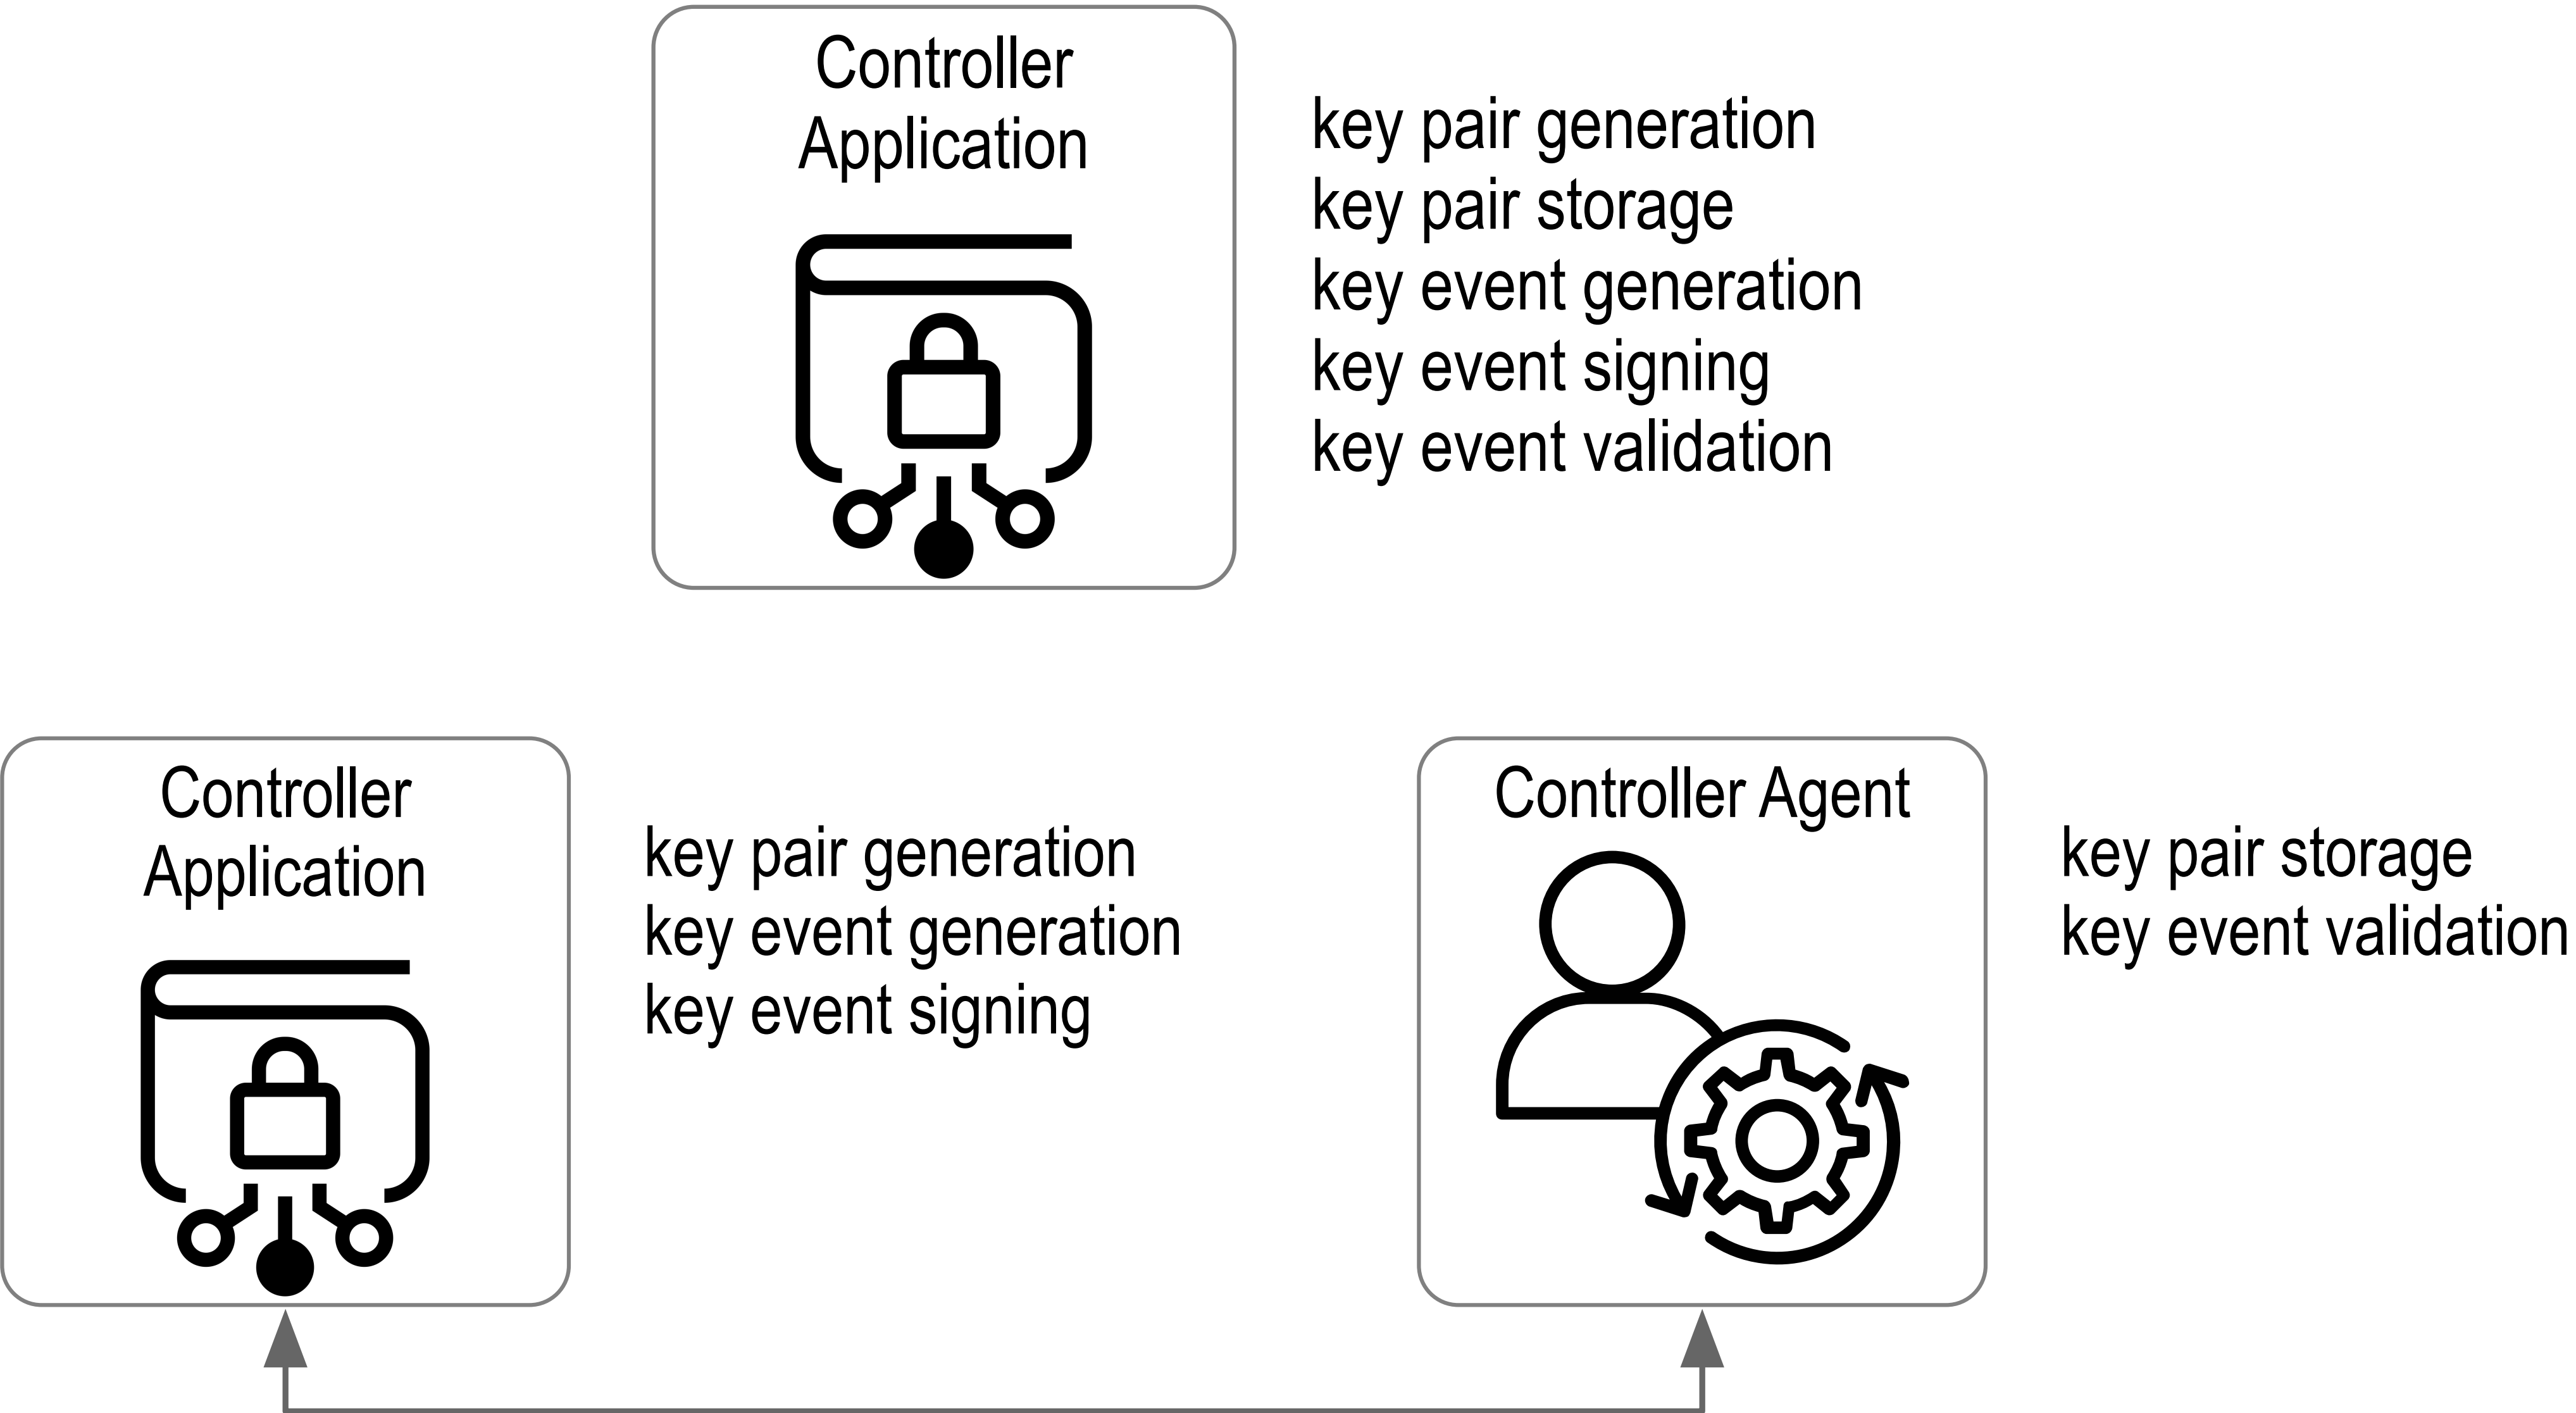 Controller
Application
key pair generation
key pair storage
key event generation
key event signing
key event validation
Controller
Application
key pair generation
key event generation
key event signing
Controller Agent
key pair storage
key event validation